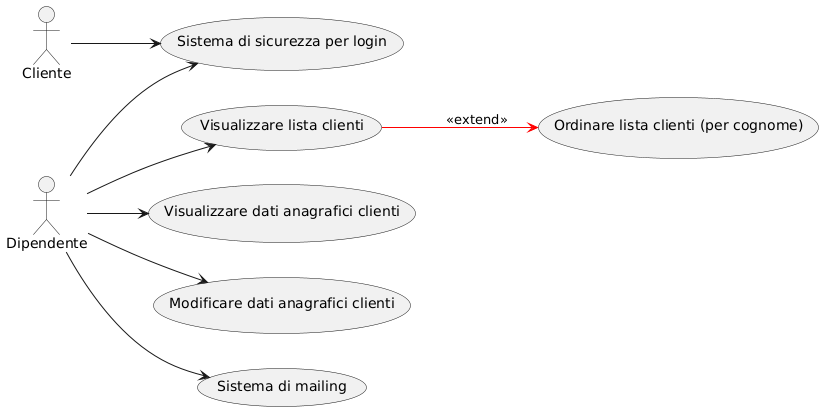 Cliente
Sistema di sicurezza per login
Visualizzare lista clienti
«extend»
Ordinare lista clienti (per cognome)
Dipendente
Visualizzare dati anagrafici clienti
Modificare dati anagrafici clienti
Sistema di mailing